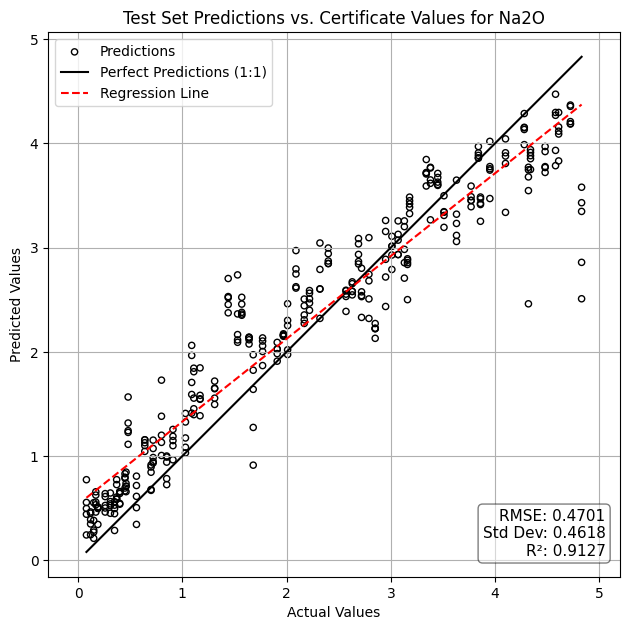 Test Set Predictions vs. Certificate Values for Na2O
Predictions
Perfect Predictions (1:1)
Regression Line
5
4
3
2
1
0
Predicted Values
RMSE: 0.4701
Std Dev: 0.4618
R²: 0.9127
0 1 2 3 4 5
Actual Values